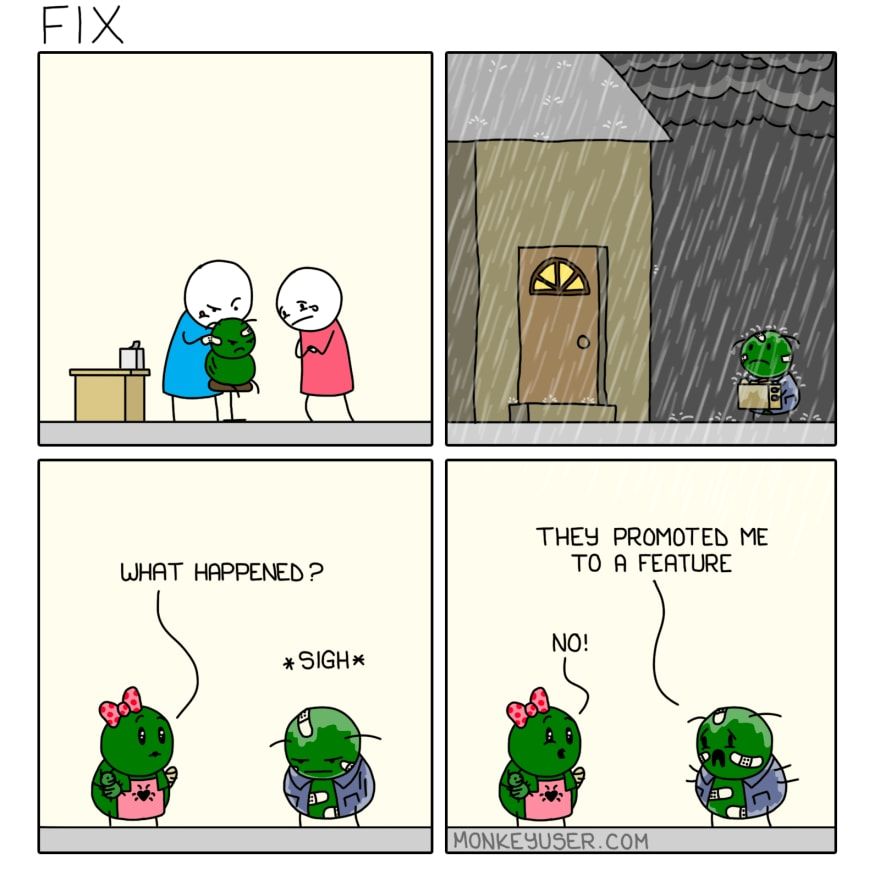 FIX
WHAT HAPPENED?
*SIGH*
THEY PROMOTED ME
TO A FEATURE
NO!
MONKEYUSER.COM